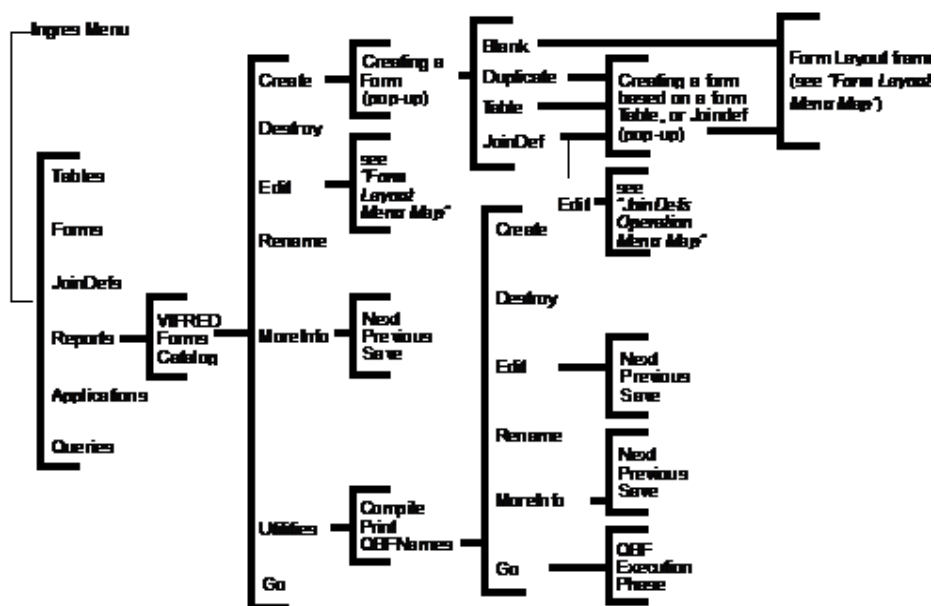 Ingres Menu
Tables
Forms
JoinDefs
Reports
Applications
Queries
VIFRED
Forms
Catalog
Create
Destroy
Edit
Rename
MoreInfo
Utilities
Go
Creating a
Form
(pop-up)
see
"Form
Layout
Menu Map"
Next
Previous
Save
Compile
Print
QBFNames
Blank
Duplicate
Table
JoinDef
Edit
Creating a form
based on a form
Table, or Joindef
(pop-up)
see
"JoinDefs
Operation
Menu Map"
Form Layout frame
(see "Form Layout
Menu Map")
Create
Destroy
Edit
Rename
MoreInfo
Go
Next
Previous
Save
Next
Previous
Save
QBF
Execution
Phase